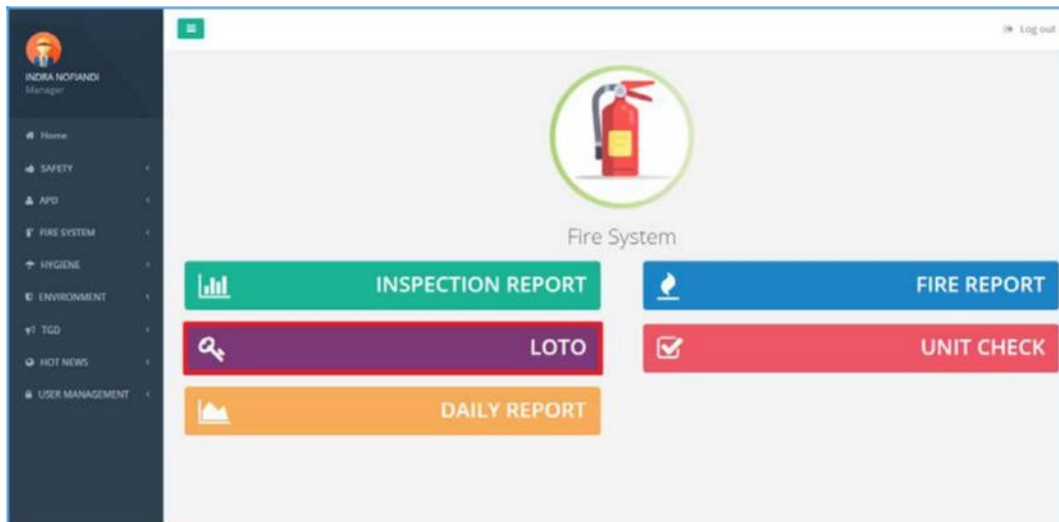 Log out
INDRA NOFIANDI
Manager
Home
SAFETY
APD
FIRE SYSTEM
HYGIENE
ENVIRONMENT
TGD
HOT NEWS
USER MANAGEMENT
Fire System
INSPECTION REPORT
FIRE REPORT
LOTO
UNIT CHECK
DAILY REPORT